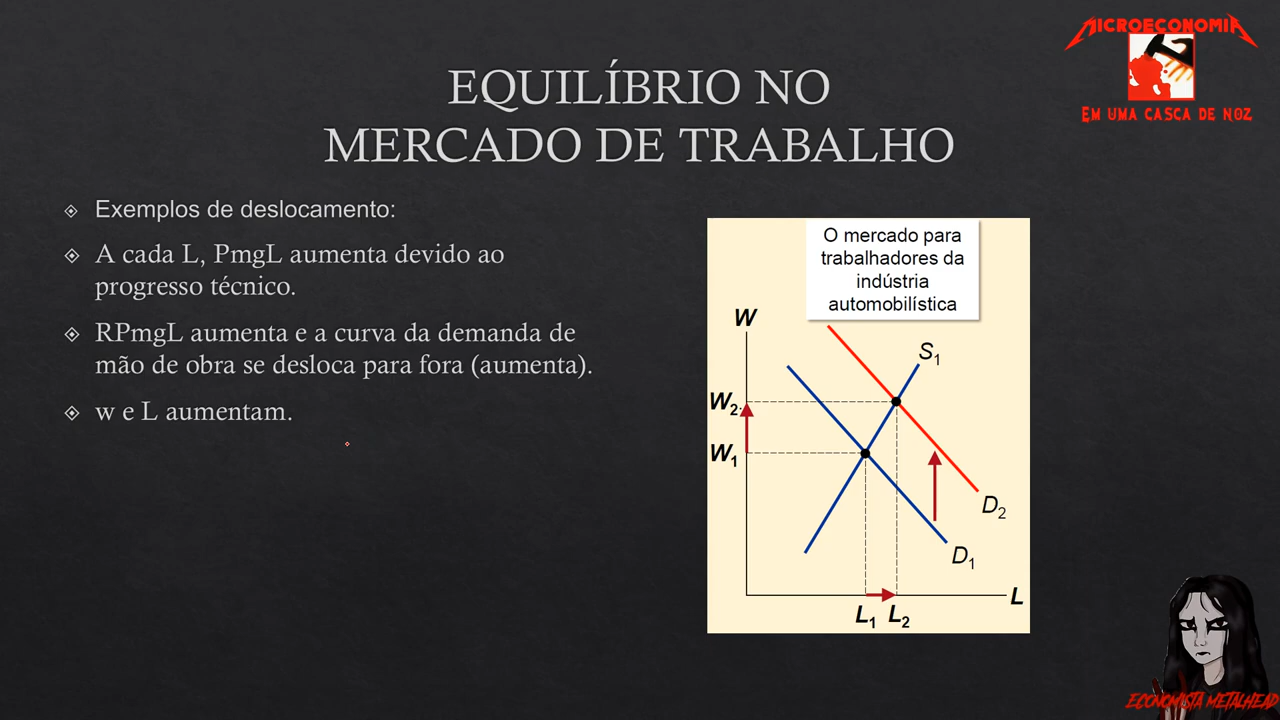 MICROECONOMIA
EM UMA CASCA DE NOZ
EQUILÍBRIO NO
MERCADO DE TRABALHO
Exemplos de deslocamento:
A cada L, PmgL aumenta devido ao
progresso técnico.
RPmgL aumenta e a curva da demanda de
mão de obra se desloca para fora (aumenta).
w e L aumentam.
O mercado para
trabalhadores da
indústria
automobilística
W
S1
W2
W1
D2
D1
L
L1 L2
ECONOMISTA METALHEAD